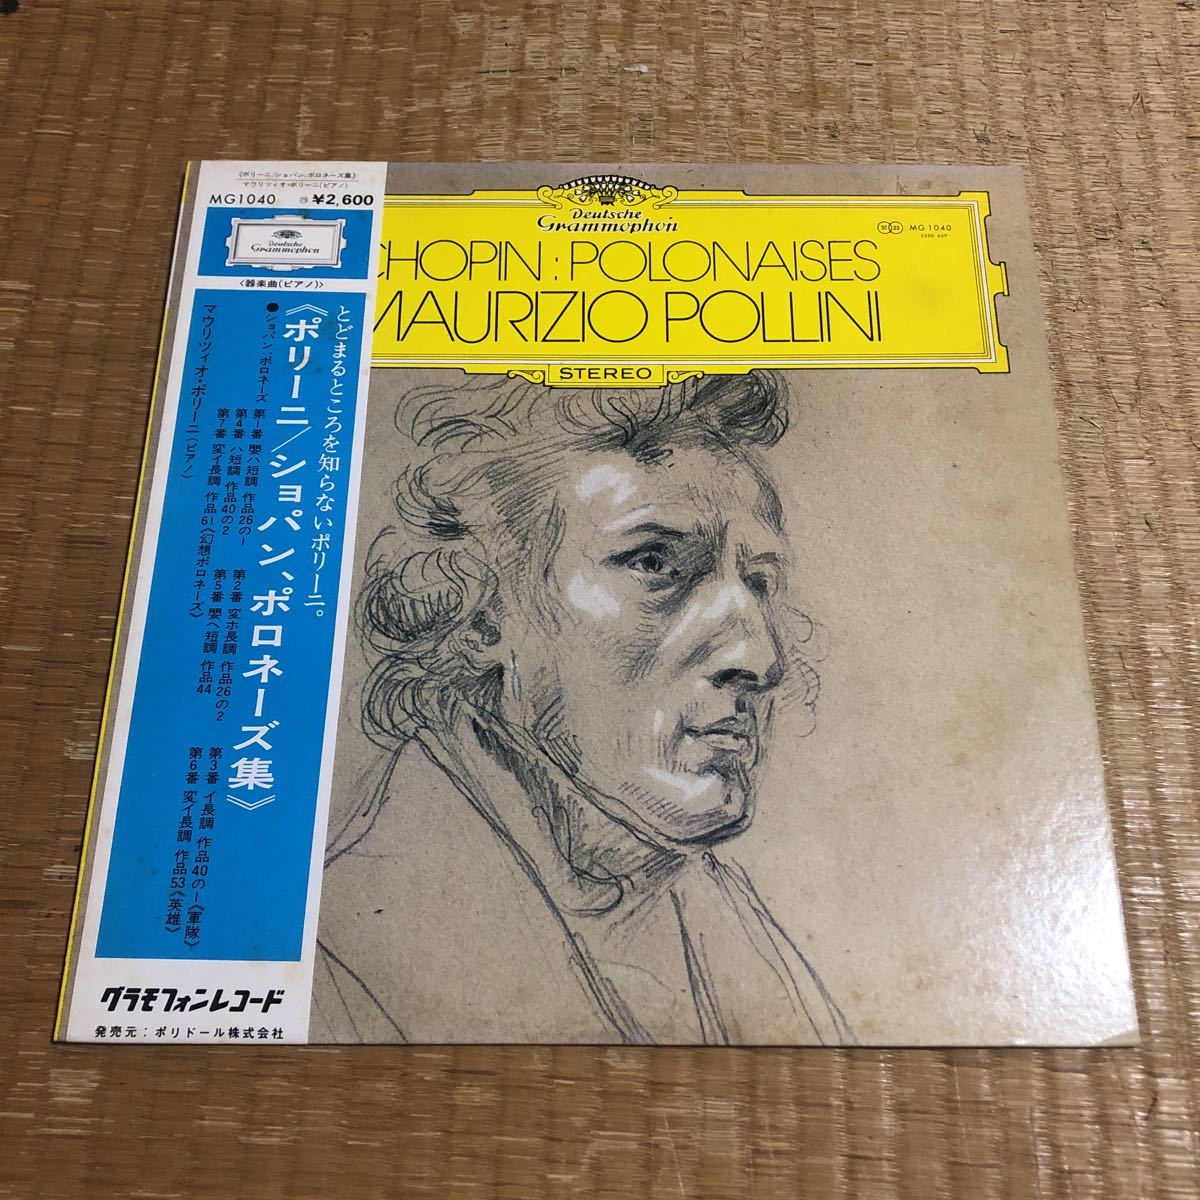 《ポリーニ/ショパン、ポロネーズ集》
マウリツィオ・ポリーニ(ピアノ)
MG1040 ¥2,600
Deutsche
Grammophon
〈器楽曲(ピアノ)〉
とどまるところを知らないポリーニ。
《ポリーニ/ショパン、ポロネーズ集》
●ショパン、ポロネーズ
第1番 嬰ハ短調 作品26の1 第2番 変ホ長調 作品26の2 第3番 イ長調 作品40の1《軍隊》
第4番 ハ短調 作品40の2 第5番 嬰ヘ短調 作品44 第6番 変イ長調 作品53《英雄》
第7番 変イ長調 作品61《幻想ポロネーズ》
マウリツィオ・ポリーニ(ピアノ)
グラモフォンレコード
発売元:ポリドール株式会社
Deutsche
Grammophon
ST 33 MG 1040
2530 659
CHOPIN : POLONAISES
MAURIZIO POLLINI
STEREO